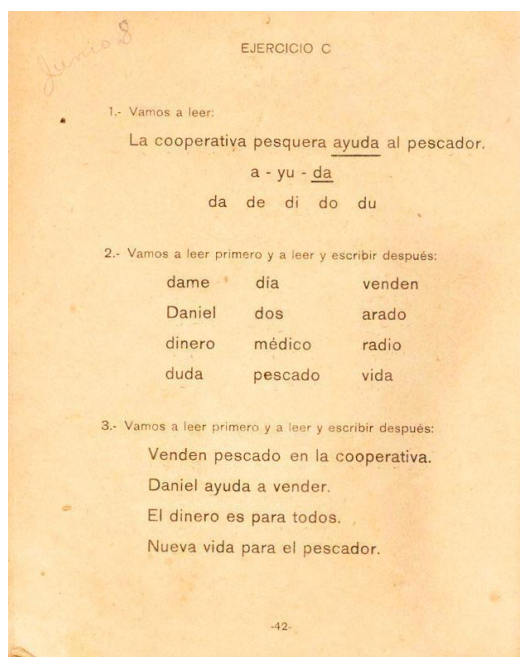 Junio 8
EJERCICIO C
1.- Vamos a leer:
La cooperativa pesquera ayuda al pescador.
a - yu - da
da de di do du
2.- Vamos a leer primero y a leer y escribir después:
dame día venden
Daniel dos arado
dinero médico radio
duda pescado vida
3.- Vamos a leer primero y a leer y escribir después:
Venden pescado en la cooperativa.
Daniel ayuda a vender.
El dinero es para todos.
Nueva vida para el pescador.
-42-